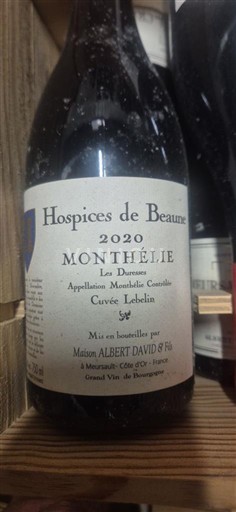 Hospices de Beaune
2020
MONTHÉLIE
Les Duresses
Appellation Monthélie Contrôlée
Cuvée Lebelin
Mis en bouteilles par
Maison ALBERT DAVID & Fils
à Meursault - Côte d'Or - France
Grand Vin de Bourgogne